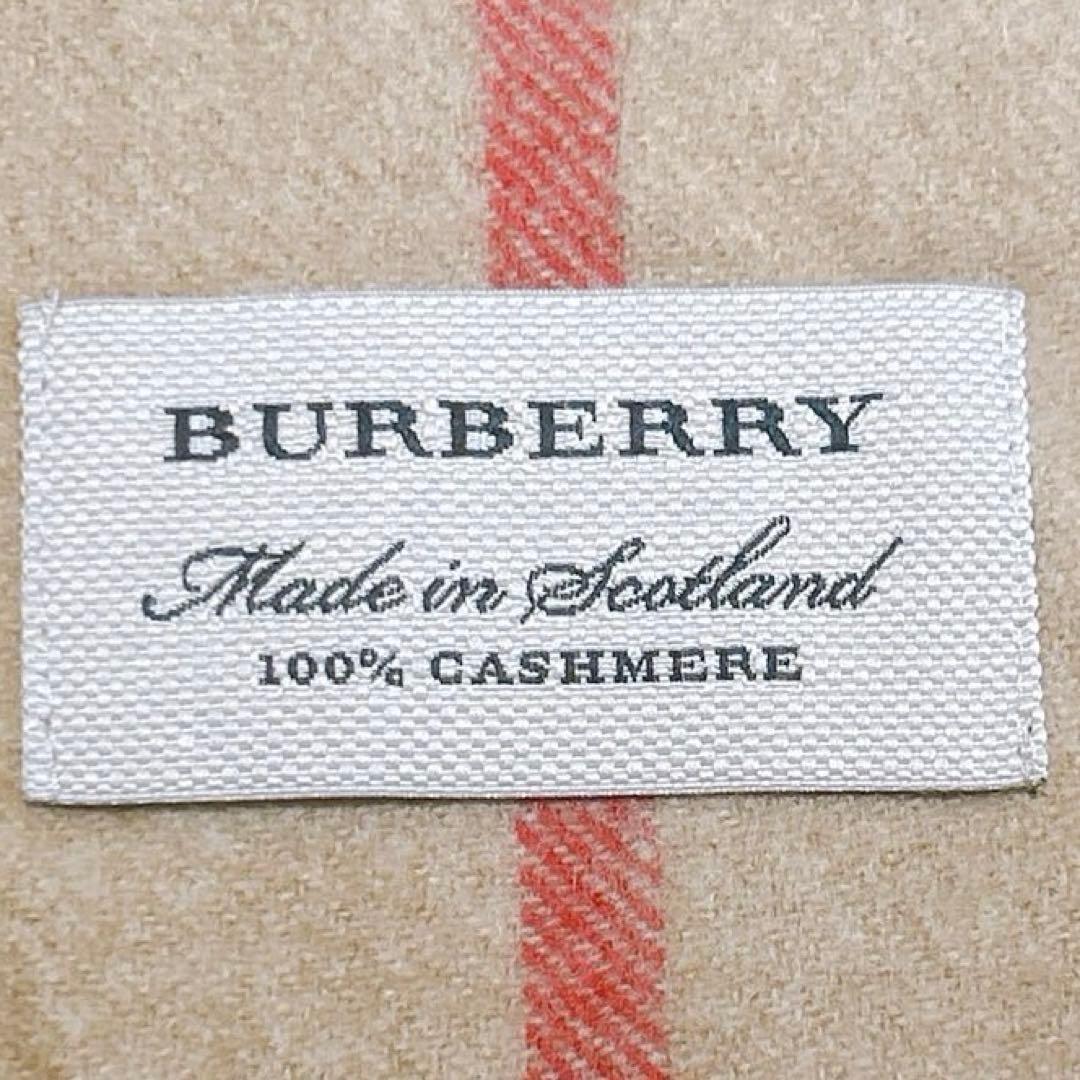 BURBERRY
Made in Scotland
100% CASHMERE